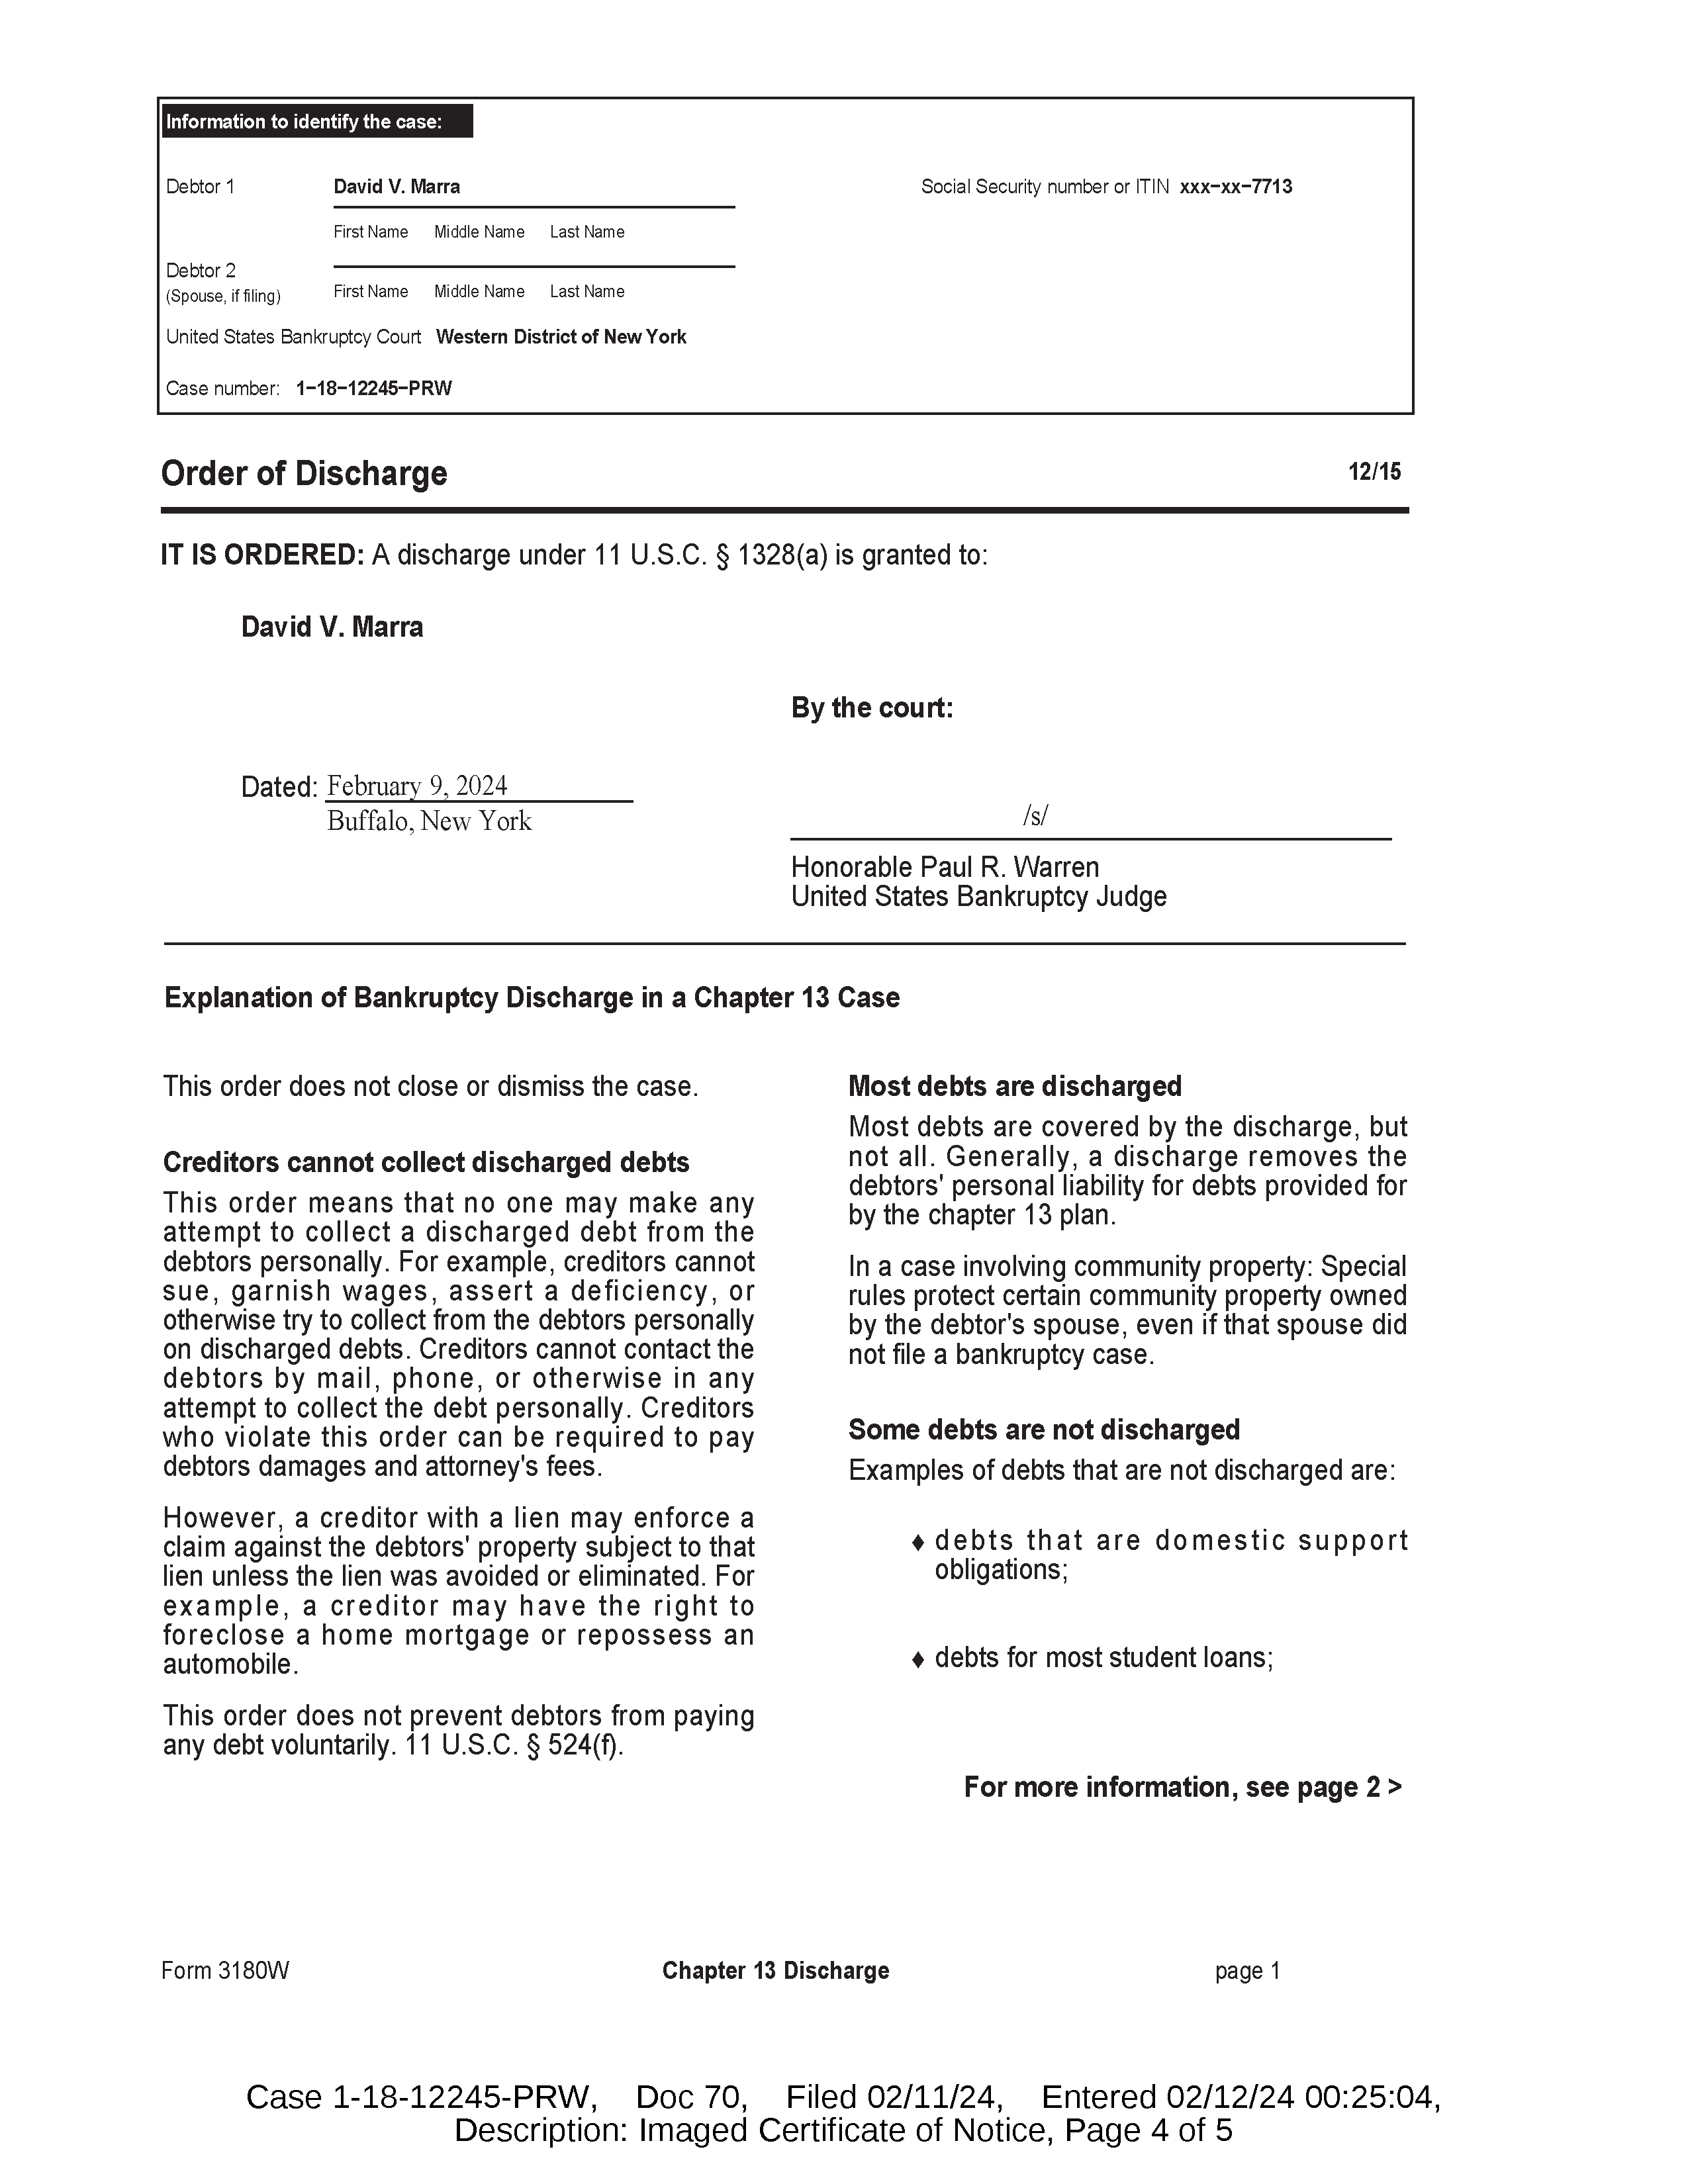 Information to identify the case:
Debtor 1 David V. Marra Social Security number or ITIN xxx−xx−7713
First Name Middle Name Last Name
Debtor 2
(Spouse, if filing) First Name Middle Name Last Name
United States Bankruptcy Court Western District of New York
Case number: 1−18−12245−PRW
Order of Discharge 12/15
IT IS ORDERED: A discharge under 11 U.S.C. § 1328(a) is granted to:
David V. Marra
By the court:
Dated: February 9, 2024
Buffalo, New York
/s/
Honorable Paul R. Warren
United States Bankruptcy Judge
Explanation of Bankruptcy Discharge in a Chapter 13 Case
This order does not close or dismiss the case.
Creditors cannot collect discharged debts
This order means that no one may make any
attempt to collect a discharged debt from the
debtors personally. For example, creditors cannot
sue, garnish wages, assert a deficiency, or
otherwise try to collect from the debtors personally
on discharged debts. Creditors cannot contact the
debtors by mail, phone, or otherwise in any
attempt to collect the debt personally. Creditors
who violate this order can be required to pay
debtors damages and attorney's fees.
However, a creditor with a lien may enforce a
claim against the debtors' property subject to that
lien unless the lien was avoided or eliminated. For
example, a creditor may have the right to
foreclose a home mortgage or repossess an
automobile.
This order does not prevent debtors from paying
any debt voluntarily. 11 U.S.C. § 524(f).
Most debts are discharged
Most debts are covered by the discharge, but
not all. Generally, a discharge removes the
debtors' personal liability for debts provided for
by the chapter 13 plan.
In a case involving community property: Special
rules protect certain community property owned
by the debtor's spouse, even if that spouse did
not file a bankruptcy case.
Some debts are not discharged
Examples of debts that are not discharged are:
♦ debts that are domestic support
obligations;
♦ debts for most student loans;
For more information, see page 2 >
Form 3180W Chapter 13 Discharge page 1
Case 1-18-12245-PRW, Doc 70, Filed 02/11/24, Entered 02/12/24 00:25:04,
Description: Imaged Certificate of Notice, Page 4 of 5